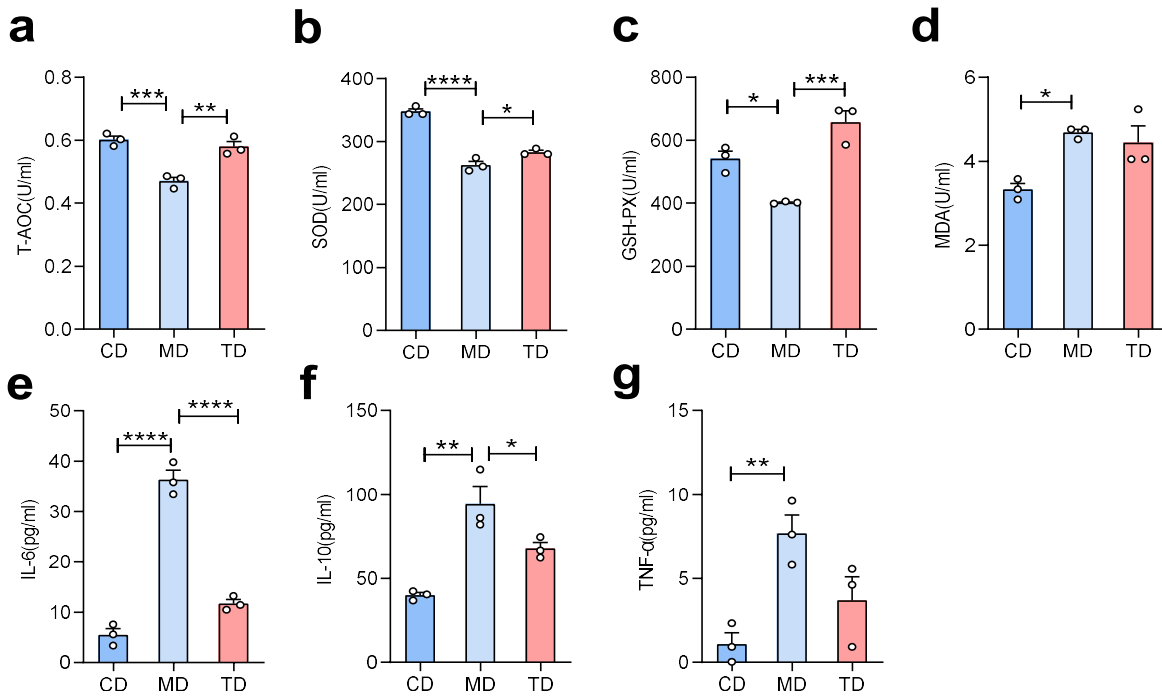 a
b
c
d
T-AOC(U/ml)
0.8
0.6
0.4
0.2
0.0
***
**
CD MD TD
SOD(U/ml)
400
300
200
100
0
****
*
CD MD TD
GSH-PX(U/ml)
800
600
400
200
0
*
***
CD MD TD
MDA(U/ml)
6
4
2
0
*
CD MD TD
e
f
g
IL-6(pg/ml)
50
40
30
20
10
0
****
****
CD MD TD
IL-10(pg/ml)
150
100
50
0
**
*
CD MD TD
TNF-α(pg/ml)
15
10
5
0
**
CD MD TD